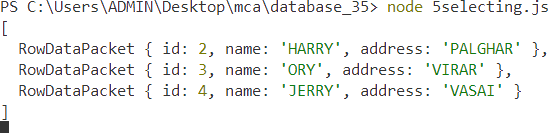 PS C:\Users\ADMIN\Desktop\mca\database_35> node 5selecting.js
[
  RowDataPacket { id: 2, name: 'HARRY', address: 'PALGHAR' },
  RowDataPacket { id: 3, name: 'ORY', address: 'VIRAR' },
  RowDataPacket { id: 4, name: 'JERRY', address: 'VASAI' }
]